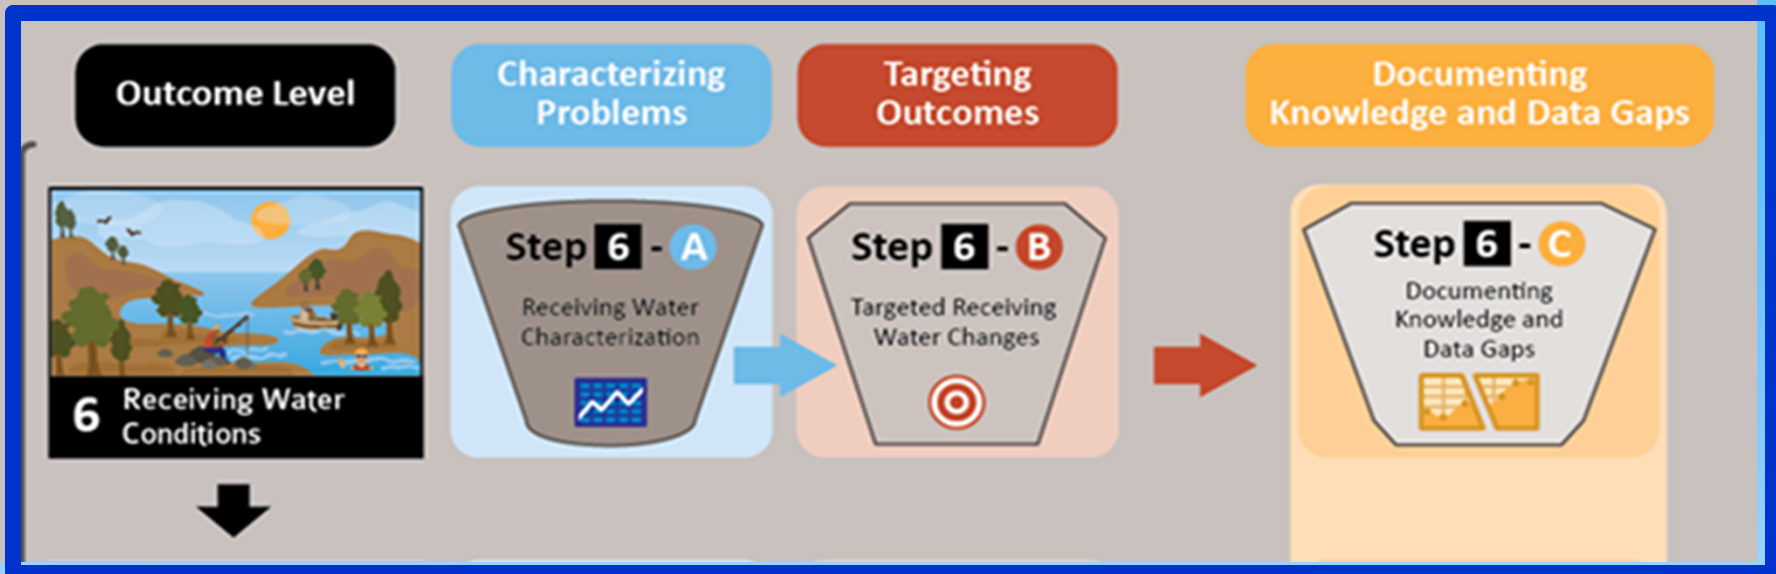 Outcome Level
Characterizing
Problems
Targeting
Outcomes
Documenting
Knowledge and Data Gaps
6 Receiving Water
Conditions
Step 6 - A
Receiving Water
Characterization
Step 6 - B
Targeted Receiving
Water Changes
Step 6 - C
Documenting
Knowledge and
Data Gaps